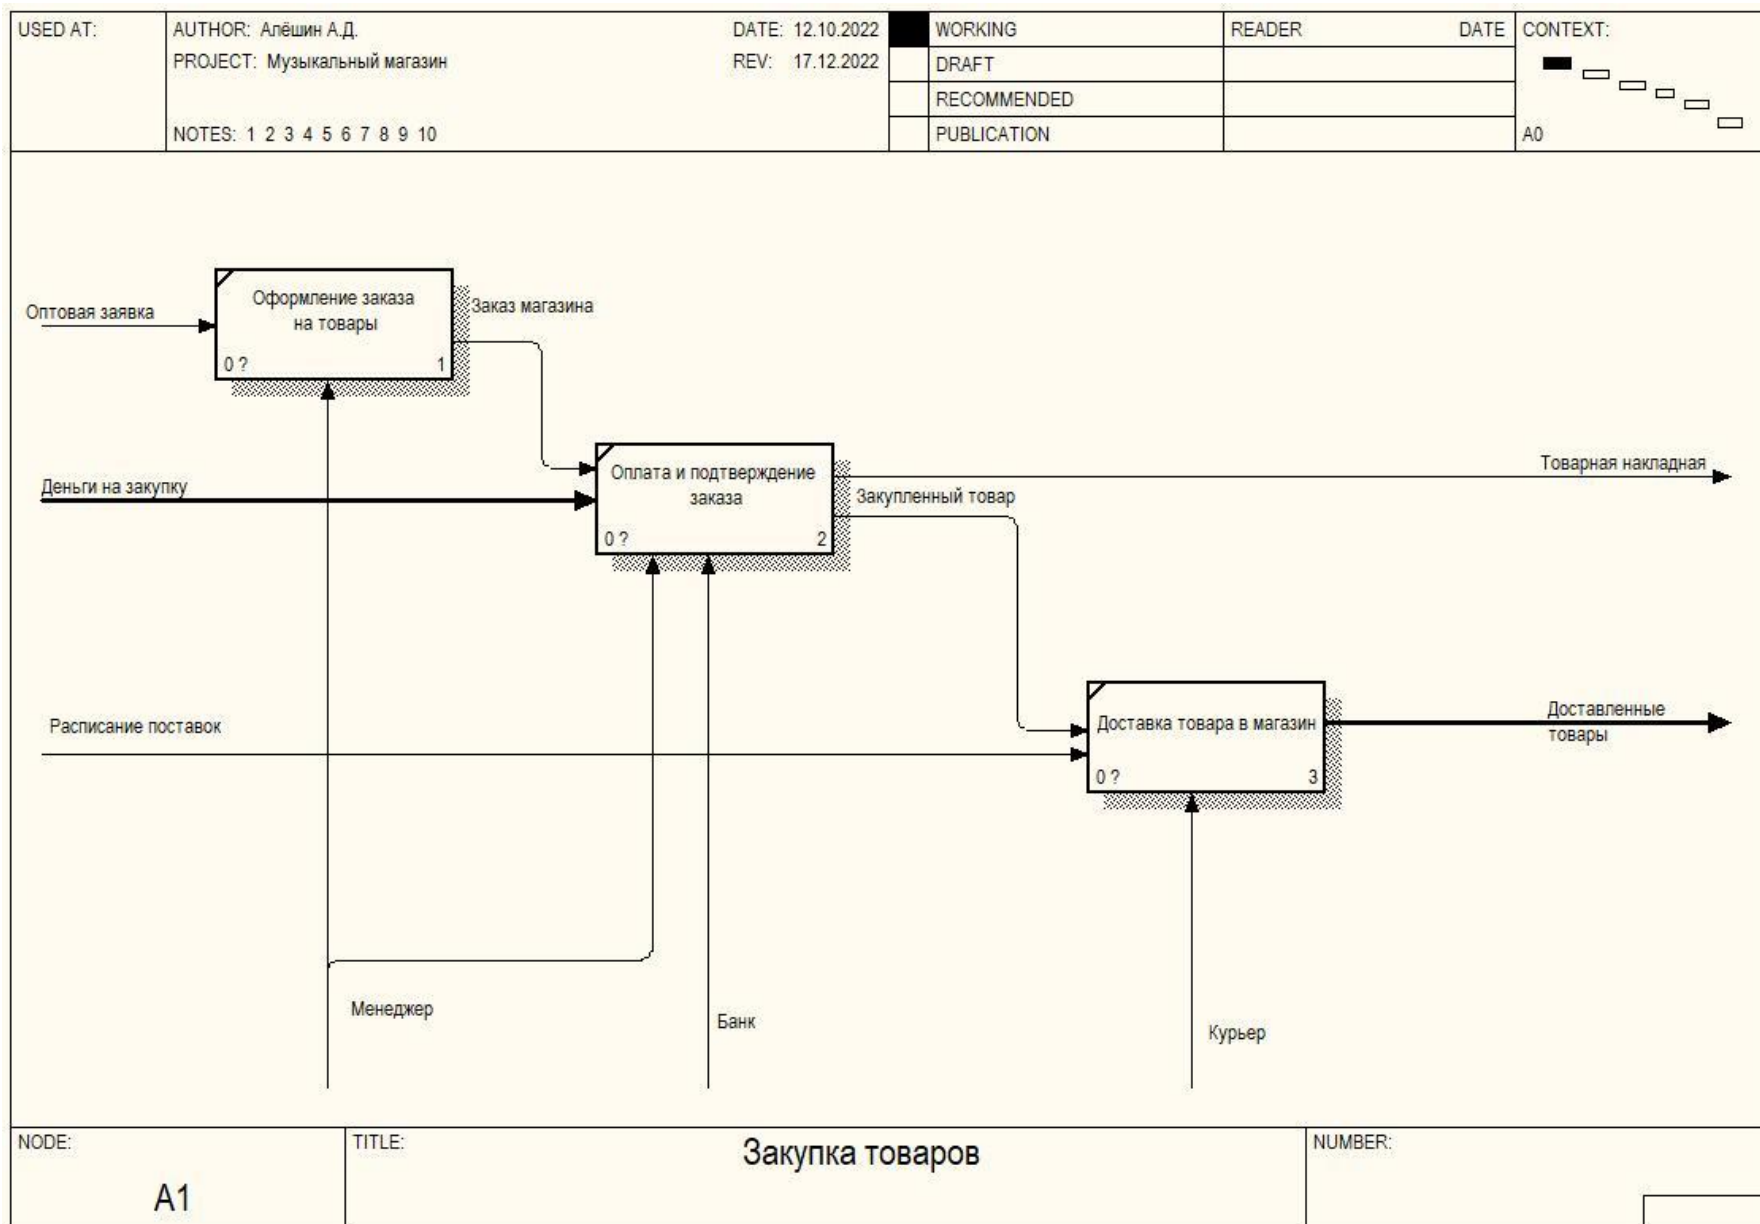 USED AT:
AUTHOR: Алёшин А.Д.
DATE: 12.10.2022
WORKING
READER
DATE
CONTEXT:
PROJECT: Музыкальный магазин
REV: 17.12.2022
DRAFT
RECOMMENDED
NOTES: 1 2 3 4 5 6 7 8 9 10
PUBLICATION
A0
Оптовая заявка
Оформление заказа
на товары
0 ?
1
Заказ магазина
Деньги на закупку
Оплата и подтверждение
заказа
0 ?
2
Товарная накладная
Закупленный товар
Расписание поставок
Доставка товара в магазин
0 ?
3
Доставленные
товары
Менеджер
Банк
Курьер
NODE:
A1
TITLE:
Закупка товаров
NUMBER: